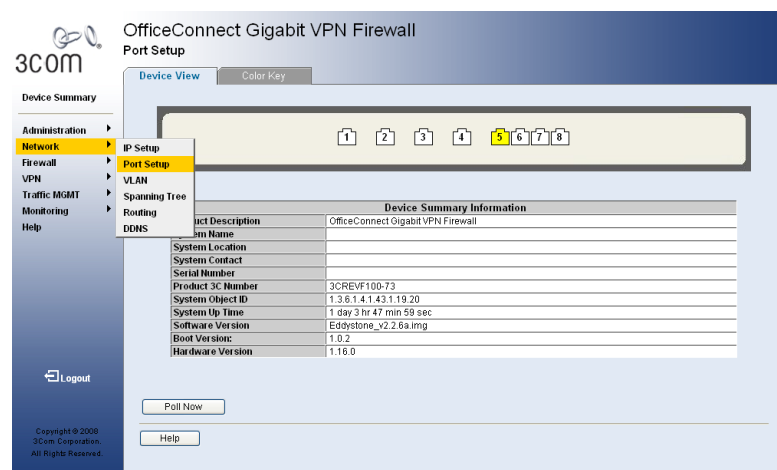 3COM
OfficeConnect Gigabit VPN Firewall
Port Setup
Device View
Color Key
Device Summary
Administration
Network
Firewall
VPN
Traffic MGMT
Monitoring
Help
IP Setup
Port Setup
VLAN
Spanning Tree
Routing
DDNS
1 2 3 4 5 6 7 8
Device Summary Information
uct Description OfficeConnect Gigabit VPN Firewall
em Name
System Location
System Contact
Serial Number
Product 3C Number 3CREVF100-73
System Object ID 1.3.6.1.4.1.43.1.19.20
System Up Time 1 day 3 hr 47 min 59 sec
Software Version Eddystone_v2.2.6a.img
Boot Version: 1.0.2
Hardware Version 1.16.0
Logout
Poll Now
Help
Copyright © 2008
3Com Corporation.
All Rights Reserved.